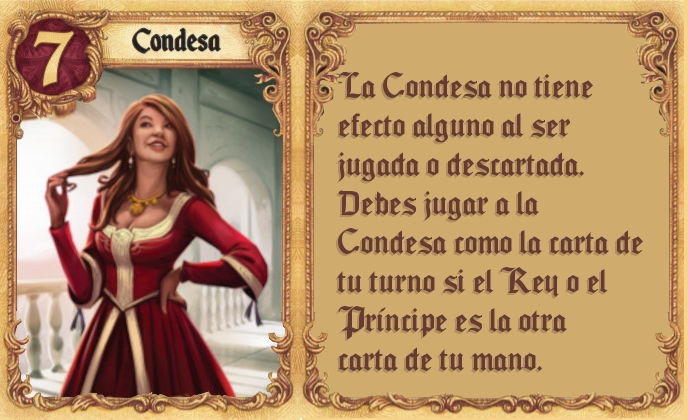 7
Condesa
La Condesa no tiene
efecto alguno al ser
jugada o descartada.
Debes jugar a la
Condesa como la carta de
tu turno si el Rey o el
Príncipe es la otra
carta de tu mano.